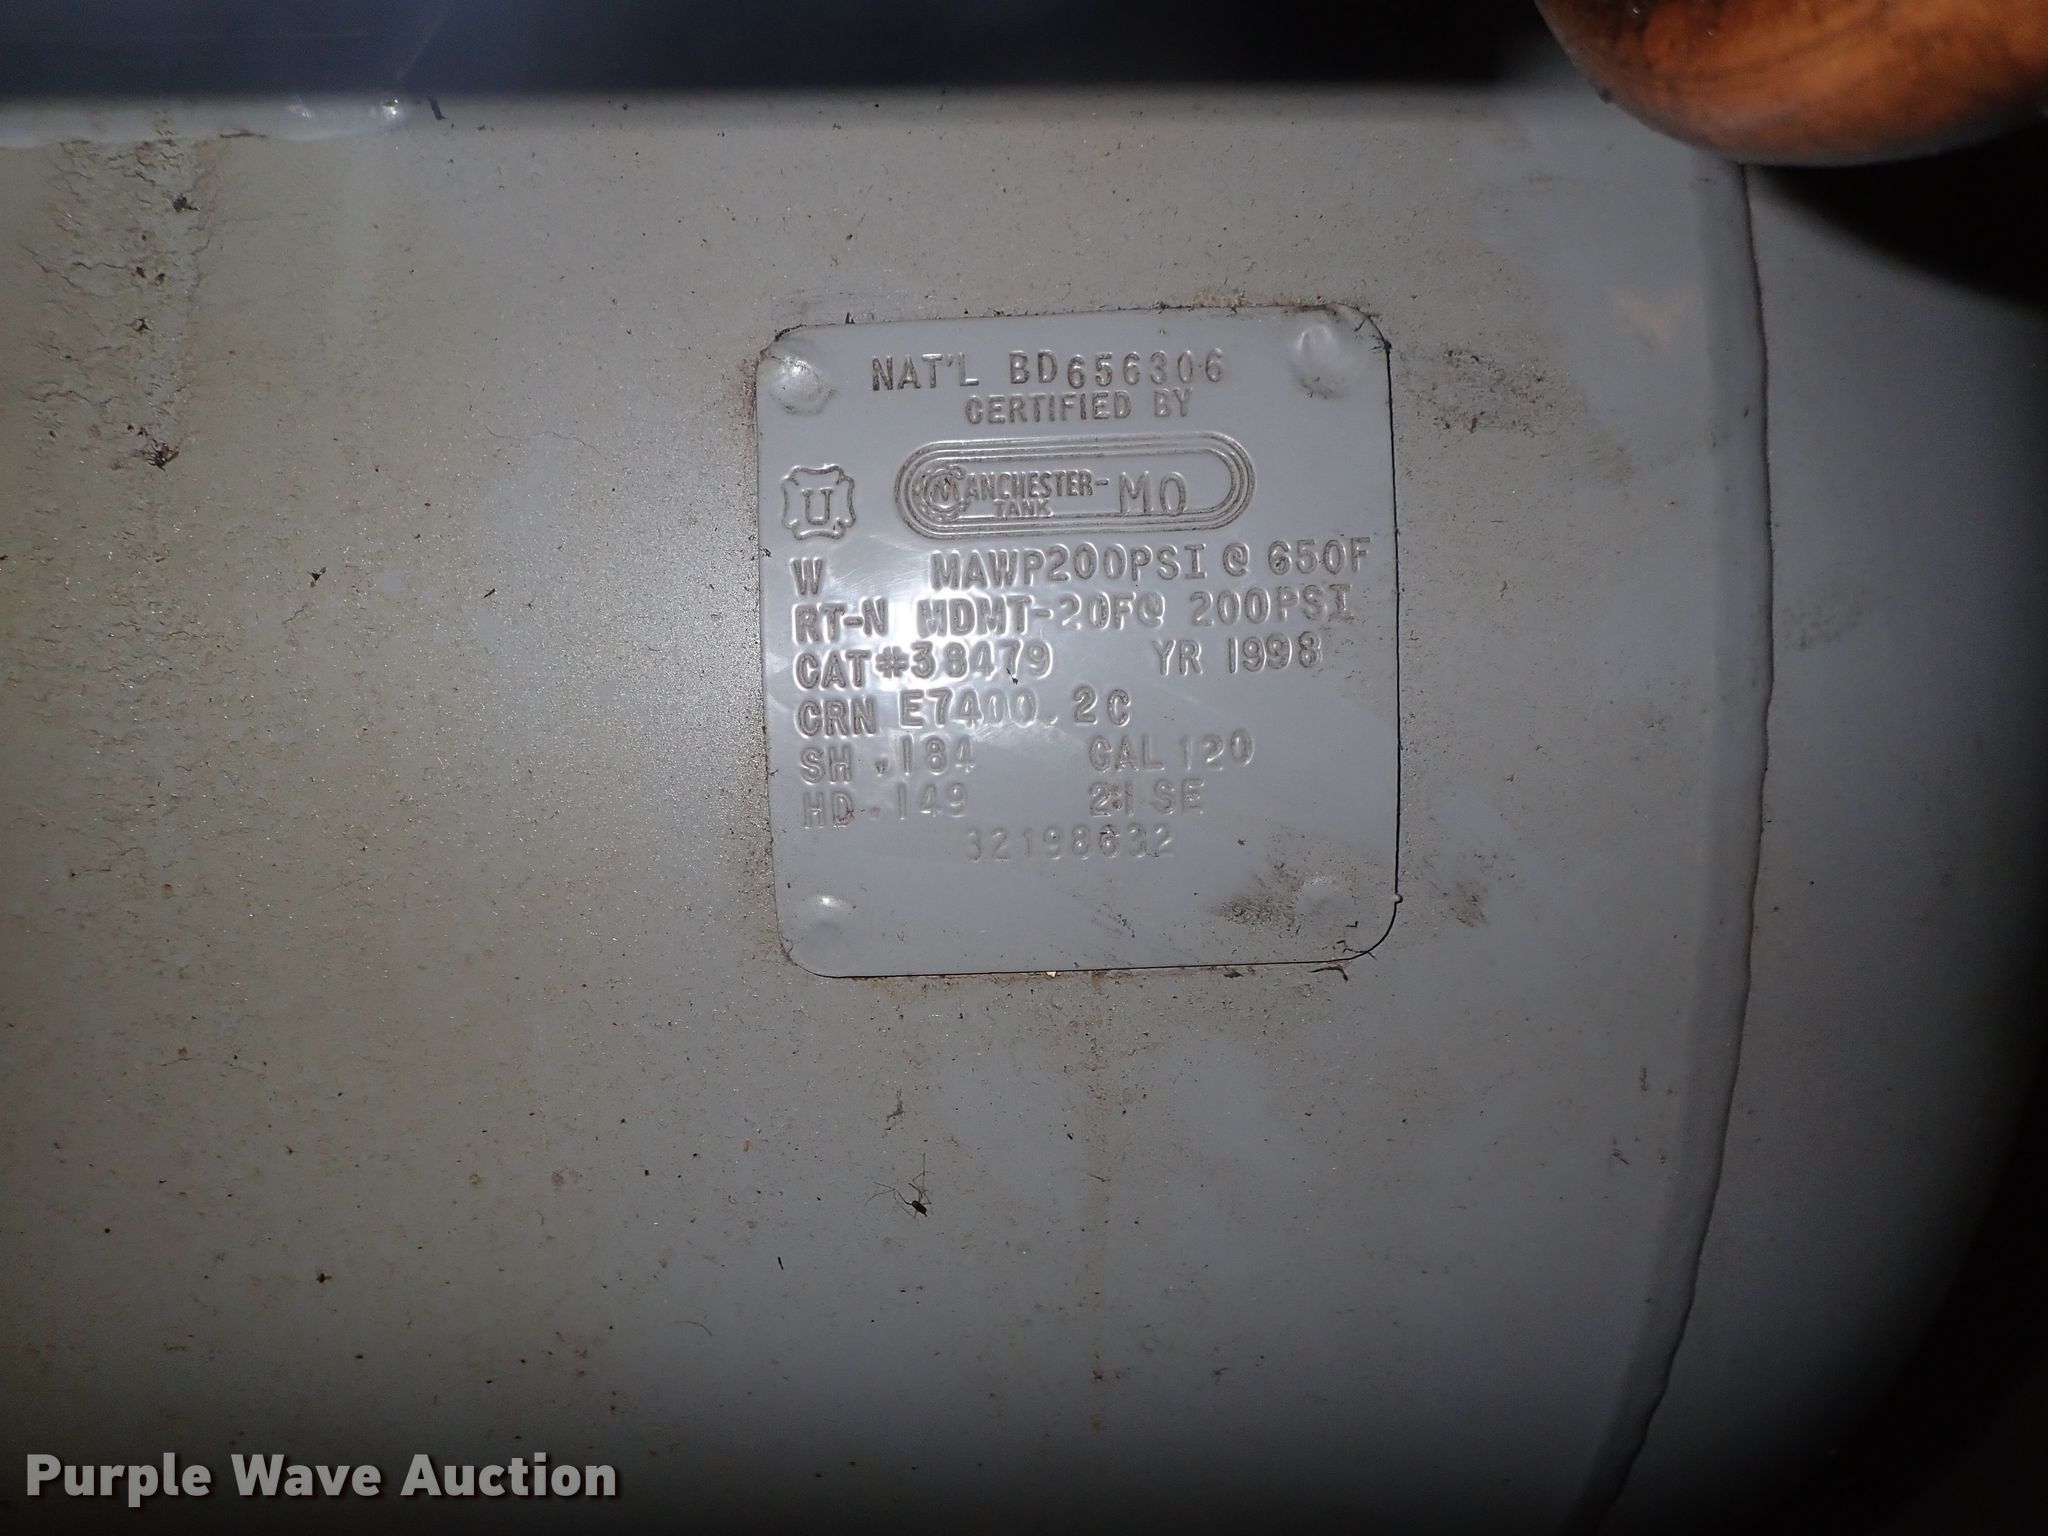 NAT'L BD656306
CERTIFIED BY
U
MANCHESTER-
TANK
MO
W MAWP200PSI @ 650F
RT-N MDMT-20F@ 200PSI
CAT#38479 YR 1998
CRN E7400.2C
SH .184 GAL 120
HD .149 2:1 SE
32198632
Purple Wave Auction